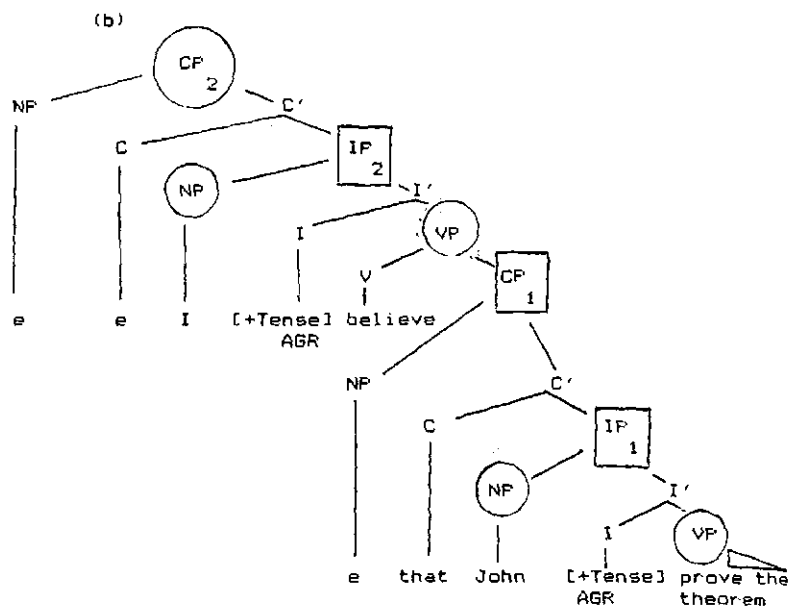 (b)
CP
2
NP
C'
C
IP
2
NP
I'
I
VP
V
CP
1
e e I [+Tense] believe
AGR
NP
C'
C
IP
1
NP
I'
I
VP
e that John [+Tense] prove the
AGR theorem